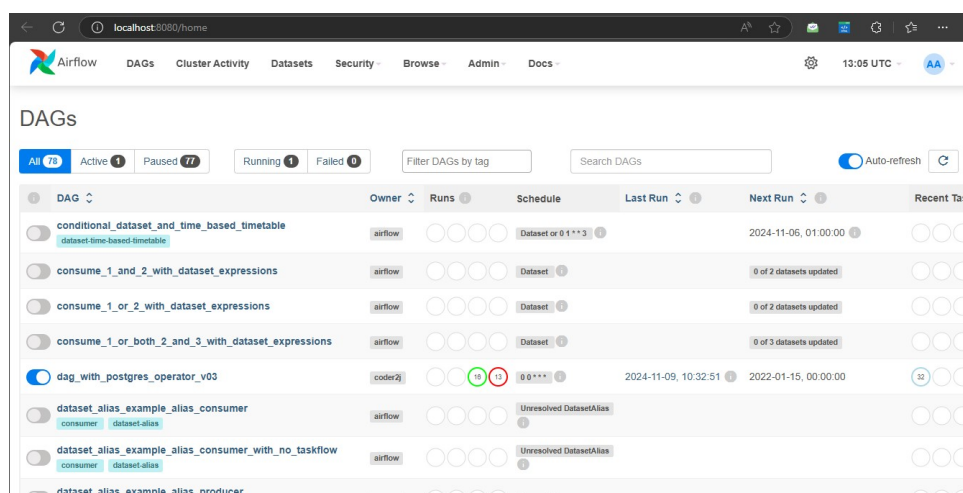 localhost:8080/home
Airflow DAGs Cluster Activity Datasets Security Browse Admin Docs 13:05 UTC AA
DAGs
All 78 Active 1 Paused 77 Running 1 Failed 0 Filter DAGs by tag Search DAGs Auto-refresh
DAG Owner Runs Schedule Last Run Next Run Recent Ta
conditional_dataset_and_time_based_timetable airflow Dataset or 0 1 * * 3 2024-11-06, 01:00:00
dataset-time-based-timetable
consume_1_and_2_with_dataset_expressions airflow Dataset 0 of 2 datasets updated
consume_1_or_2_with_dataset_expressions airflow Dataset 0 of 2 datasets updated
consume_1_or_both_2_and_3_with_dataset_expressions airflow Dataset 0 of 3 datasets updated
dag_with_postgres_operator_v03 coder2j 13 0 0 * * * 2024-11-09, 10:32:51 2022-01-15, 00:00:00 32
dataset_alias_example_alias_consumer airflow Unresolved DatasetAlias
consumer dataset-alias
dataset_alias_example_alias_consumer_with_no_taskflow airflow Unresolved DatasetAlias
consumer dataset-alias
dataset_alias_example_alias_producer